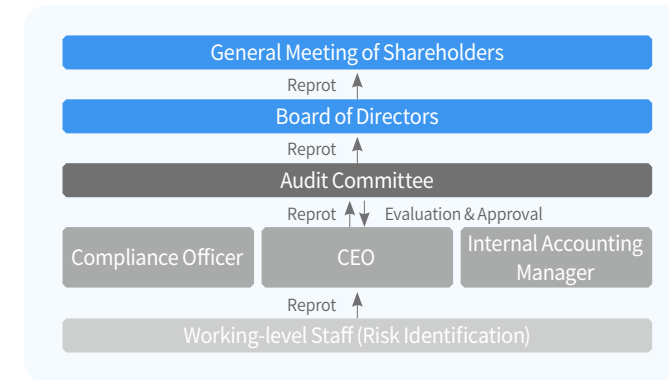 General Meeting of Shareholders
Reprot
Board of Directors
Reprot
Audit Committee
Reprot Evaluation & Approval
Compliance Officer
CEO
Internal Accounting
Manager
Reprot
Working-level Staff (Risk Identification)